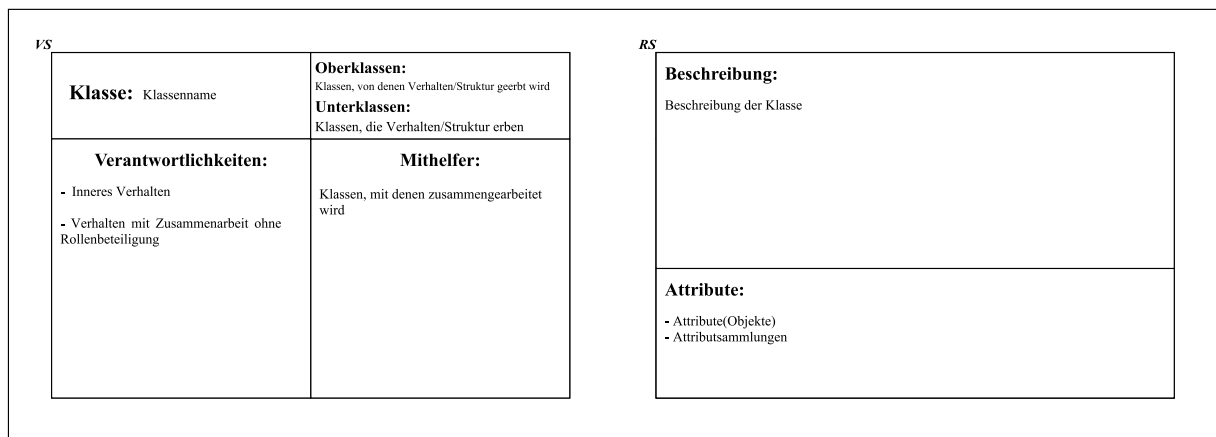 VS
Klasse: Klassenname
Oberklassen:
Klassen, von denen Verhalten/Struktur geerbt wird
Unterklassen:
Klassen, die Verhalten/Struktur erben
Verantwortlichkeiten:
- Inneres Verhalten
- Verhalten mit Zusammenarbeit ohne
Rollenbeteiligung
Mithelfer:
Klassen, mit denen zusammengearbeitet
wird
RS
Beschreibung:
Beschreibung der Klasse
Attribute:
- Attribute(Objekte)
- Attributsammlungen